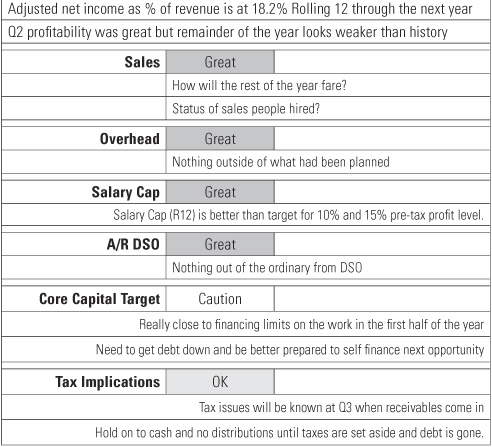 Adjusted net income as % of revenue is at 18.2% Rolling 12 through the next year
Q2 profitability was great but remainder of the year looks weaker than history
Sales Great
How will the rest of the year fare?
Status of sales people hired?
Overhead Great
Nothing outside of what had been planned
Salary Cap Great
Salary Cap (R12) is better than target for 10% and 15% pre-tax profit level.
A/R DSO Great
Nothing out of the ordinary from DSO
Core Capital Target Caution
Really close to financing limits on the work in the first half of the year
Need to get debt down and be better prepared to self finance next opportunity
Tax Implications OK
Tax issues will be known at Q3 when receivables come in
Hold on to cash and no distributions until taxes are set aside and debt is gone.